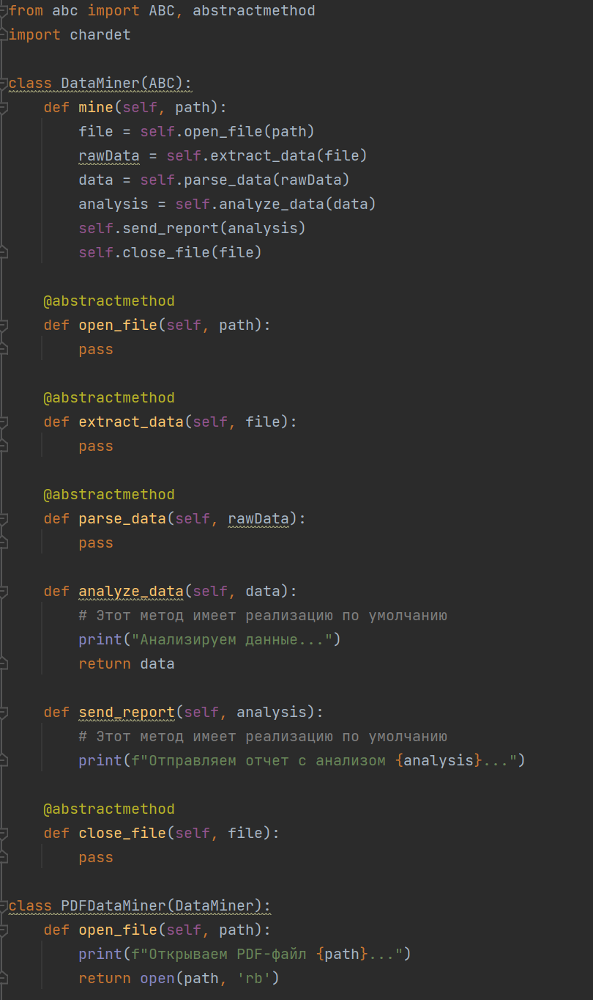 from abc import ABC, abstractmethod
import chardet
class DataMiner(ABC):
    def mine(self, path):
        file = self.open_file(path)
        rawData = self.extract_data(file)
        data = self.parse_data(rawData)
        analysis = self.analyze_data(data)
        self.send_report(analysis)
        self.close_file(file)
    @abstractmethod
    def open_file(self, path):
        pass
    @abstractmethod
    def extract_data(self, file):
        pass
    @abstractmethod
    def parse_data(self, rawData):
        pass
    def analyze_data(self, data):
        # Этот метод имеет реализацию по умолчанию
        print("Анализируем данные...")
        return data
    def send_report(self, analysis):
        # Этот метод имеет реализацию по умолчанию
        print(f"Отправляем отчет с анализом {analysis}...")
    @abstractmethod
    def close_file(self, file):
        pass
class PDFDataMiner(DataMiner):
    def open_file(self, path):
        print(f"Открываем PDF-файл {path}...")
        return open(path, 'rb')